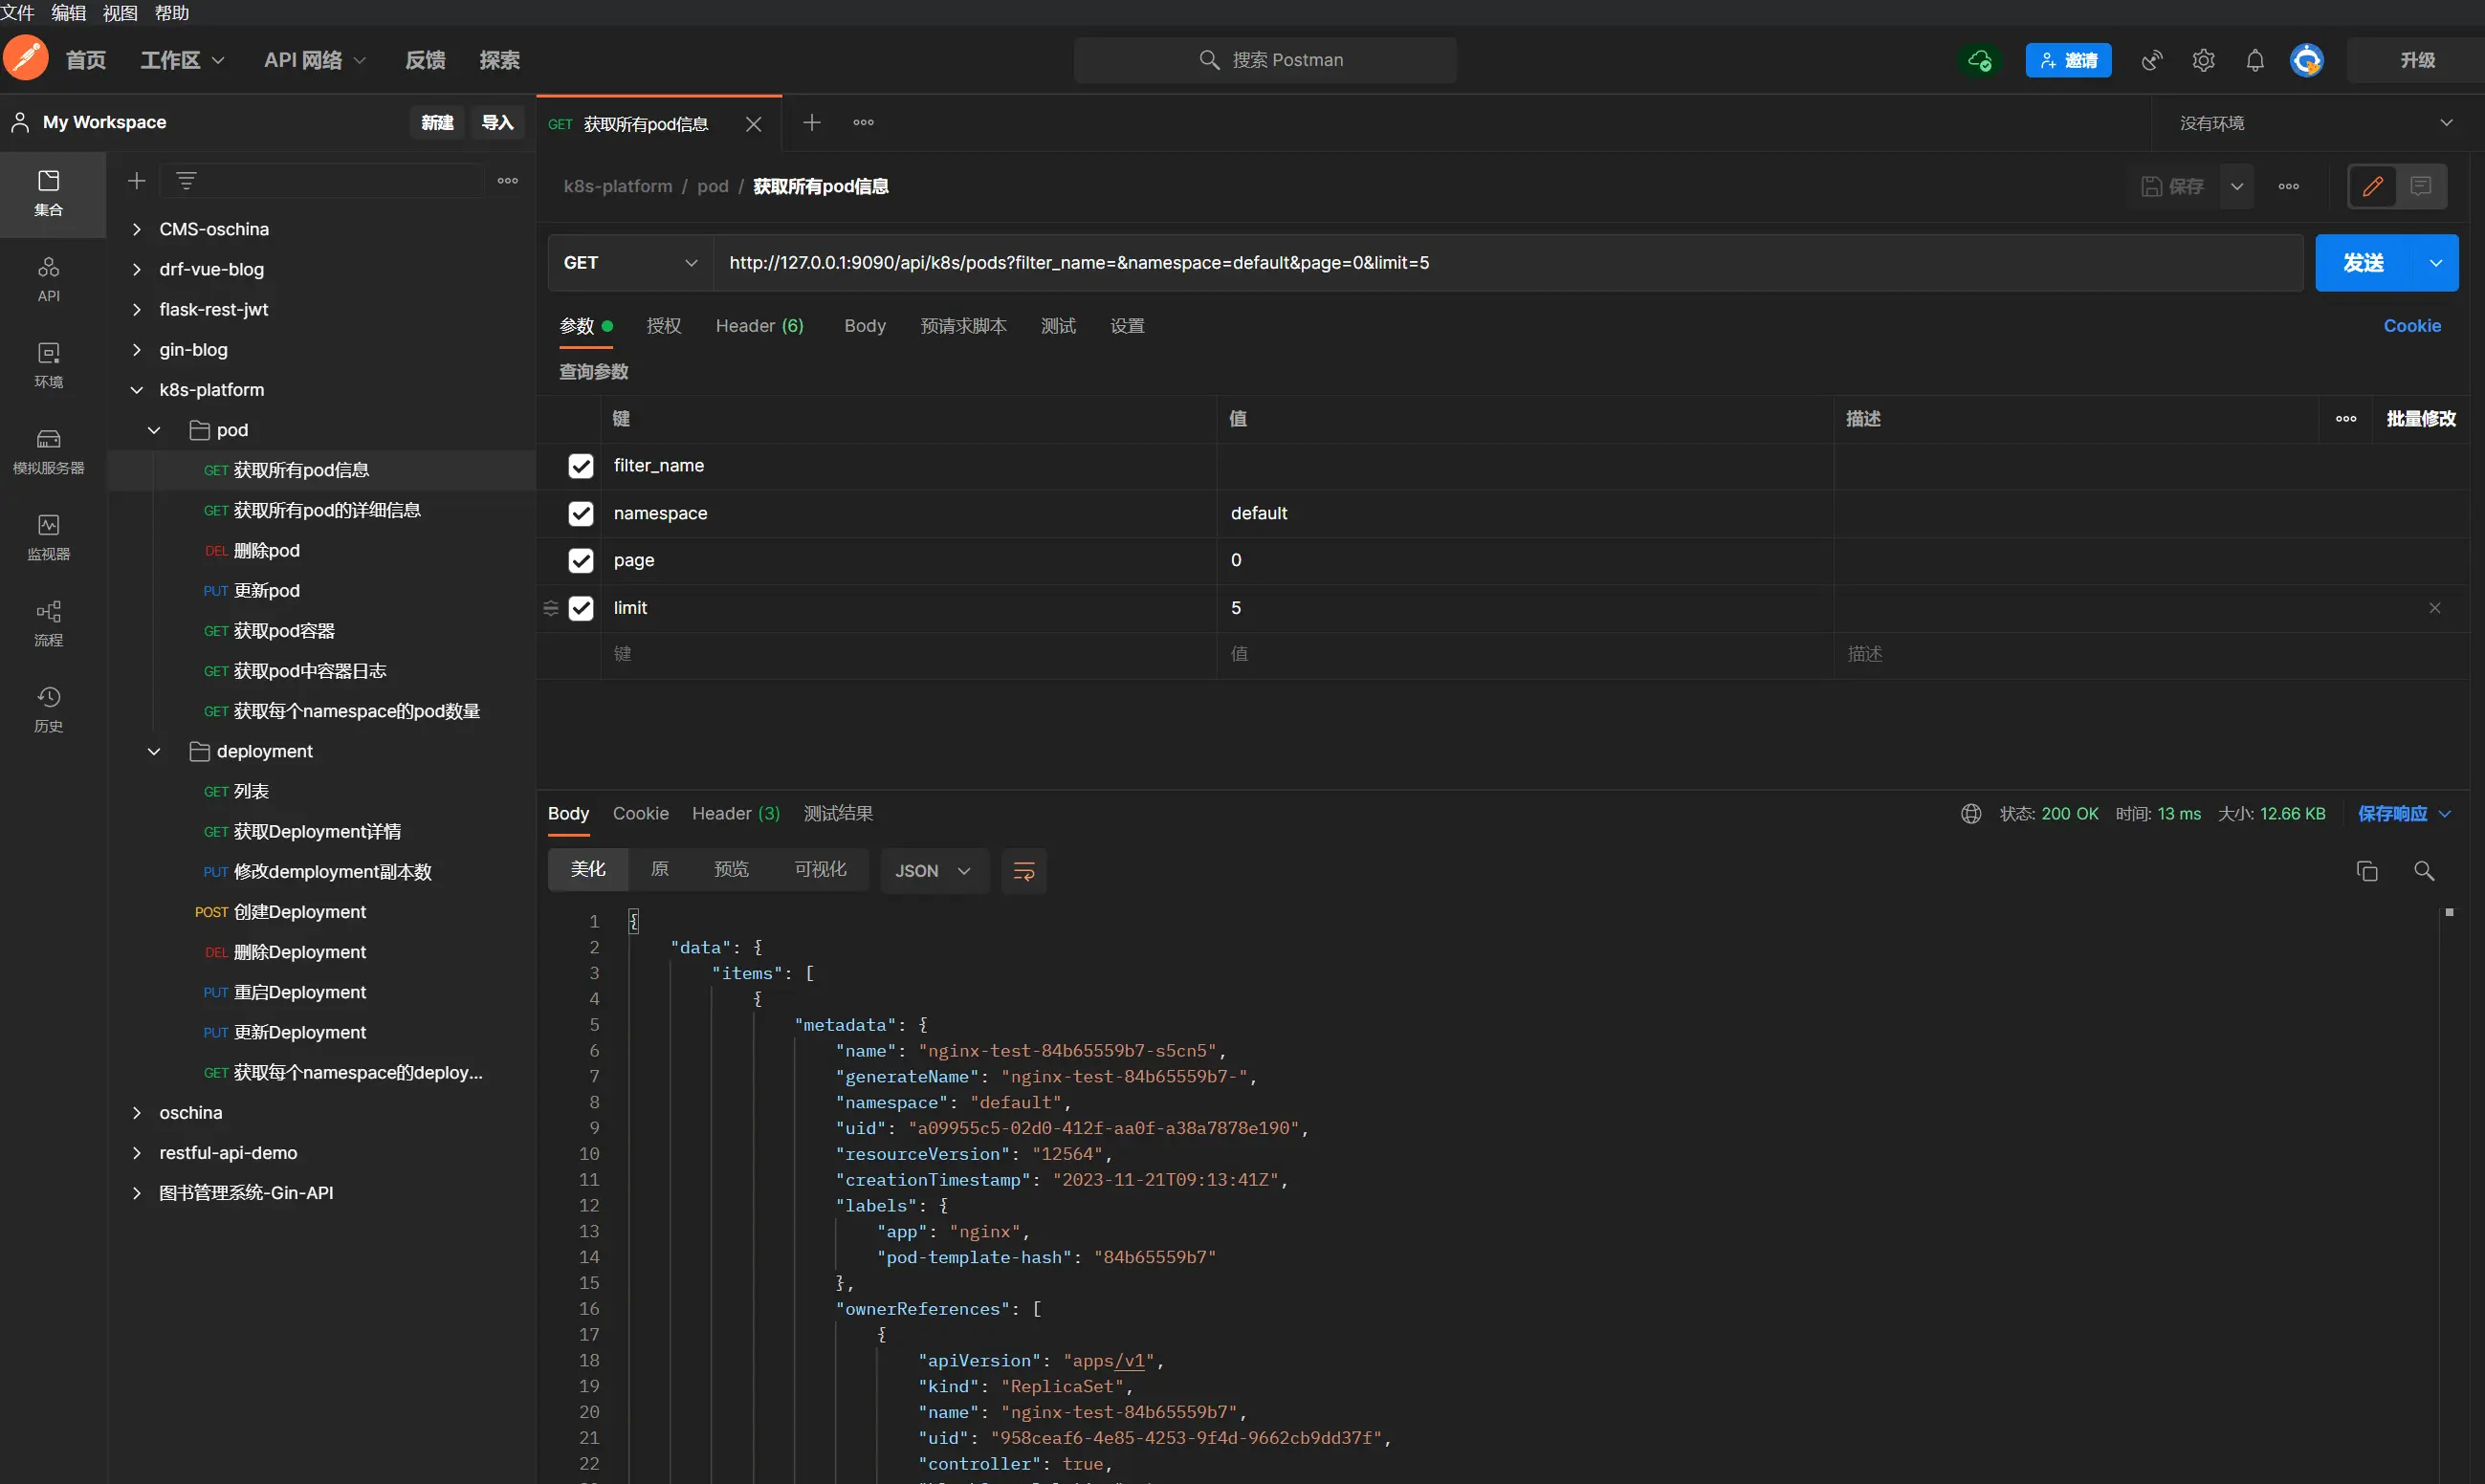 文件 编辑 视图 帮助
首页 工作区 API 网络 反馈 探索 搜索 Postman 邀请 升级
My Workspace 新建 导入 GET 获取所有pod信息 没有环境
k8s-platform / pod / 获取所有pod信息 保存
集合
API
环境
模拟服务器
监视器
流程
历史
CMS-oschina
drf-vue-blog
flask-rest-jwt
gin-blog
k8s-platform
pod
GET 获取所有pod信息
GET 获取所有pod的详细信息
DEL 删除pod
PUT 更新pod
GET 获取pod容器
GET 获取pod中容器日志
GET 获取每个namespace的pod数量
deployment
GET 列表
GET 获取Deployment详情
PUT 修改demployment副本数
POST 创建Deployment
DEL 删除Deployment
PUT 重启Deployment
PUT 更新Deployment
GET 获取每个namespace的deploy...
oschina
restful-api-demo
图书管理系统-Gin-API
GET http://127.0.0.1:9090/api/k8s/pods?filter_name=&namespace=default&page=0&limit=5 发送
参数 授权 Header (6) Body 预请求脚本 测试 设置 Cookie
查询参数
键 值 描述 批量修改
filter_name
namespace default
page 0
limit 5
键 值 描述
Body Cookie Header (3) 测试结果 状态: 200 OK 时间: 13 ms 大小: 12.66 KB 保存响应
美化 原 预览 可视化 JSON
1 {
2 "data": {
3 "items": [
4 {
5 "metadata": {
6 "name": "nginx-test-84b65559b7-s5cn5",
7 "generateName": "nginx-test-84b65559b7-",
8 "namespace": "default",
9 "uid": "a09955c5-02d0-412f-aa0f-a38a7878e190",
10 "resourceVersion": "12564",
11 "creationTimestamp": "2023-11-21T09:13:41Z",
12 "labels": {
13 "app": "nginx",
14 "pod-template-hash": "84b65559b7"
15 },
16 "ownerReferences": [
17 {
18 "apiVersion": "apps/v1",
19 "kind": "ReplicaSet",
20 "name": "nginx-test-84b65559b7",
21 "uid": "958ceaf6-4e85-4253-9f4d-9662cb9dd37f",
22 "controller": true,